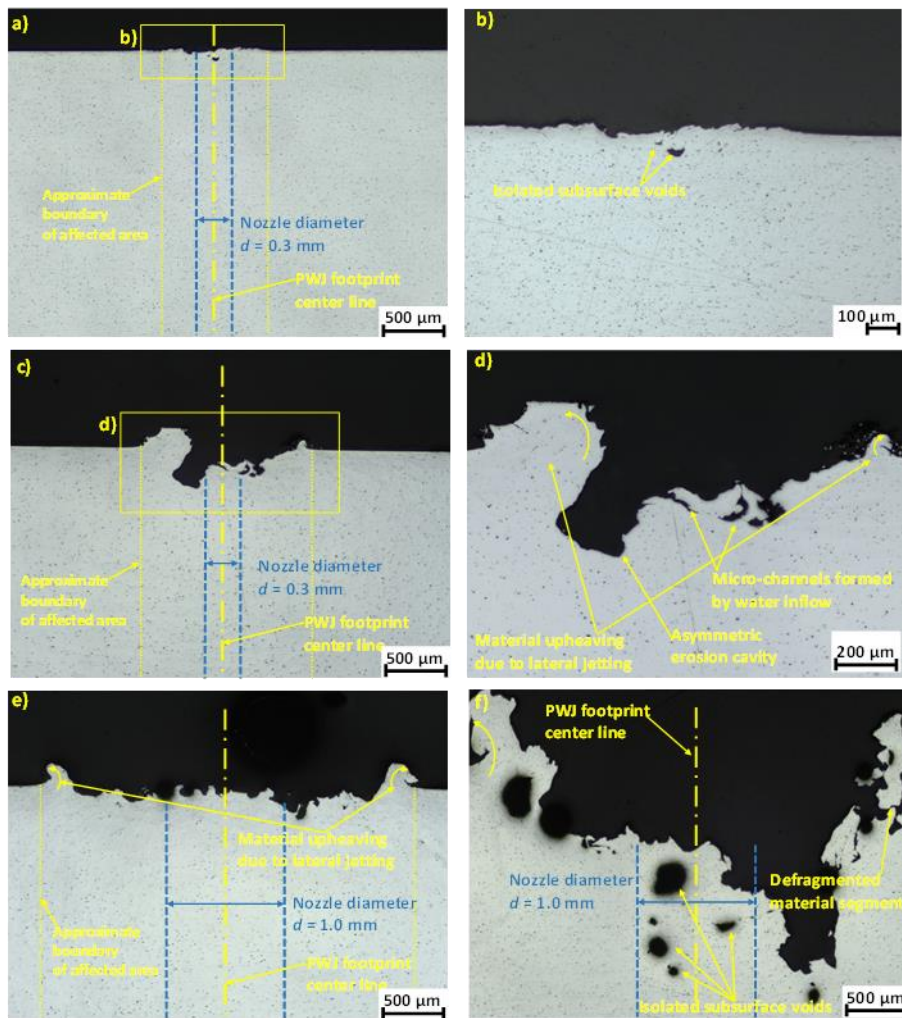 a)
b)
Approximate
boundary
of affected area
Nozzle diameter
d = 0.3 mm
PWJ footprint
center line
500 µm
b)
Isolated subsurface voids
100 µm
c)
d)
Approximate
boundary
of affected area
Nozzle diameter
d = 0.3 mm
PWJ footprint
center line
500 µm
d)
Micro-channels formed
by water inflow
Material upheaving
due to lateral jetting
Asymmetric
erosion cavity
200 µm
e)
Material upheaving
due to lateral jetting
Approximate
boundary
of affected area
Nozzle diameter
d = 1.0 mm
PWJ footprint
center line
500 µm
f)
PWJ footprint
center line
Nozzle diameter
d = 1.0 mm
Defragmented
material segment
Isolated subsurface voids
500 µm